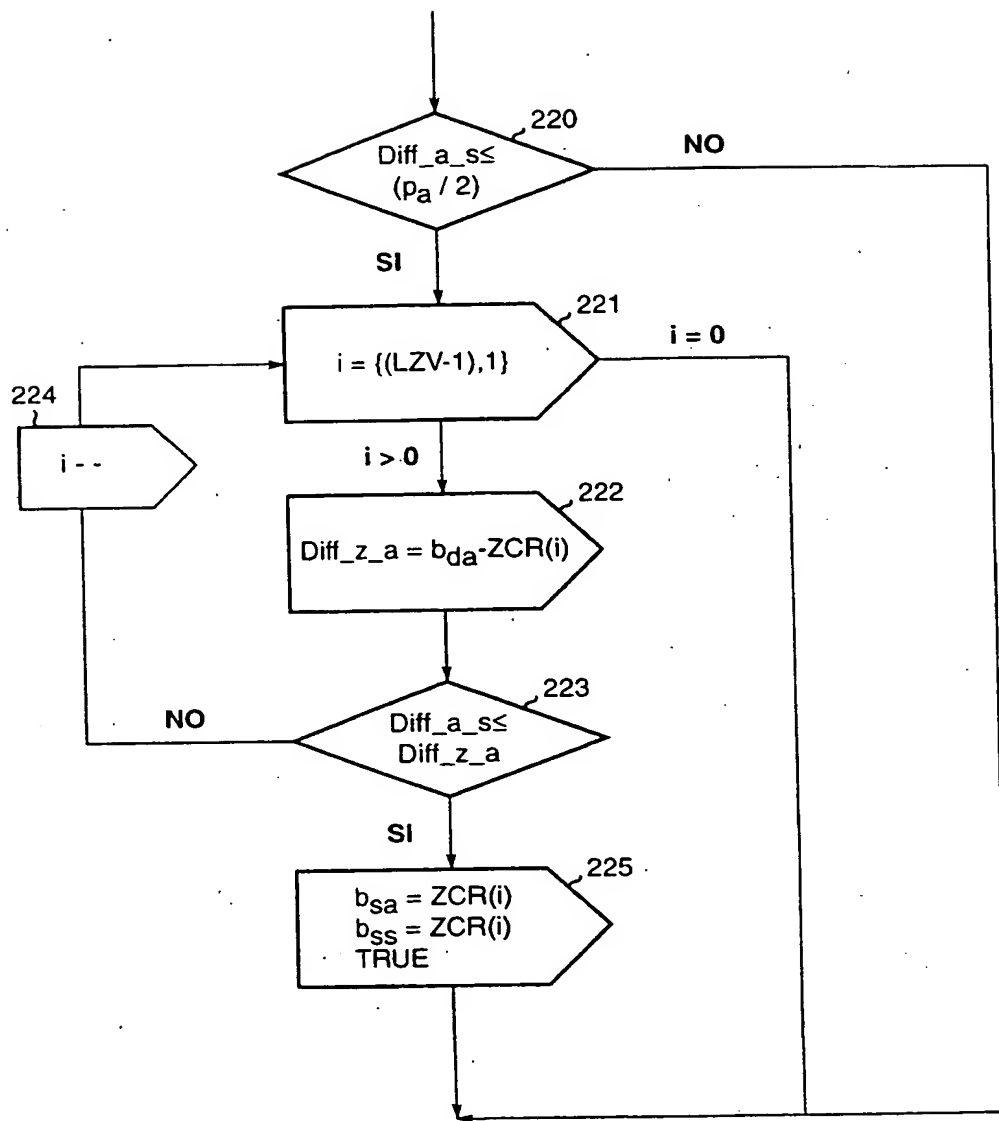 220
Diff_a_s≤
(pa / 2)
NO
SI
221
i = {(LZV-1),1}
i = 0
224
i - -
i > 0
222
Diff_z_a = bda-ZCR(i)
223
Diff_a_s≤
Diff_z_a
NO
SI
225
bsa = ZCR(i)
bss = ZCR(i)
TRUE